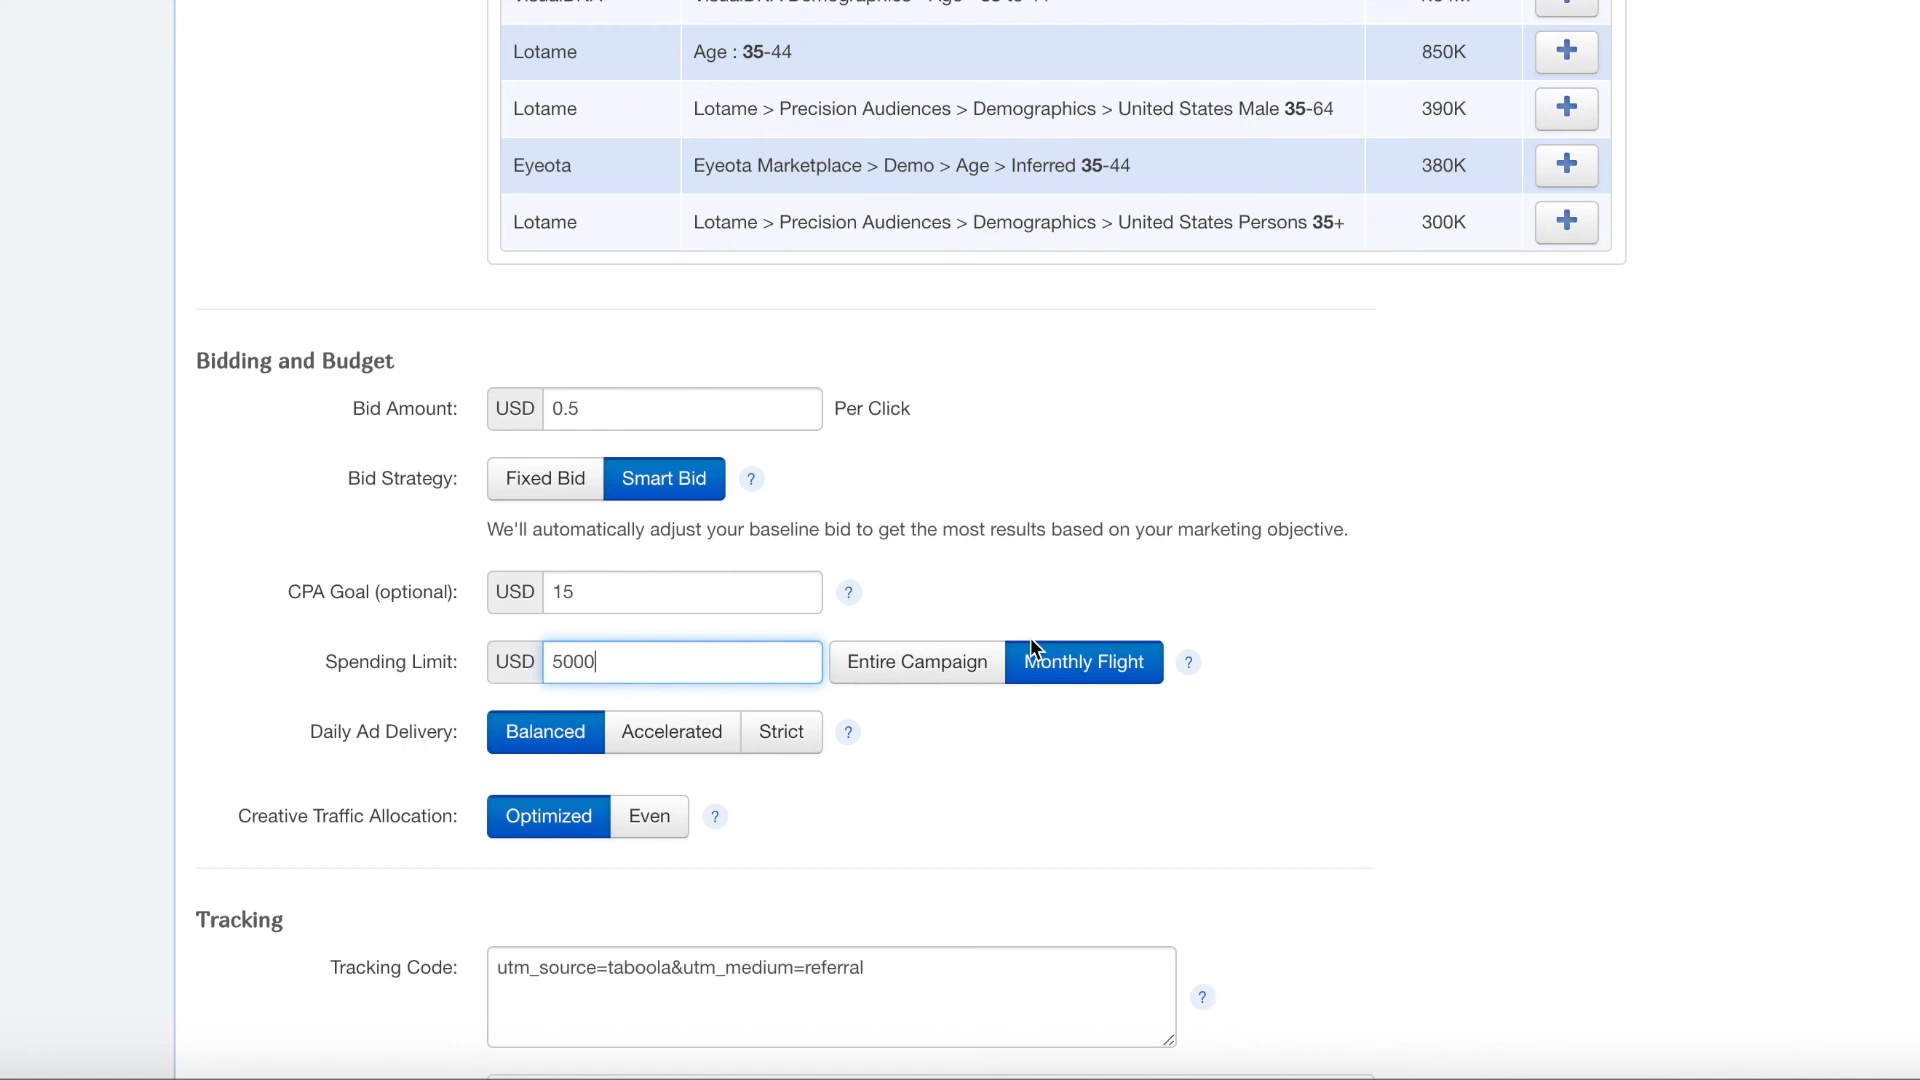 Lotame Age : 35-44 850K
Lotame Lotame > Precision Audiences > Demographics > United States Male 35-64 390K
Eyeota Eyeota Marketplace > Demo > Age > Inferred 35-44 380K
Lotame Lotame > Precision Audiences > Demographics > United States Persons 35+ 300K
Bidding and Budget
Bid Amount: USD 0.5 Per Click
Bid Strategy: Fixed Bid Smart Bid ?
We'll automatically adjust your baseline bid to get the most results based on your marketing objective.
CPA Goal (optional): USD 15 ?
Spending Limit: USD 5000 Entire Campaign Monthly Flight ?
Daily Ad Delivery: Balanced Accelerated Strict ?
Creative Traffic Allocation: Optimized Even ?
Tracking
Tracking Code: utm_source=taboola&utm_medium=referral ?